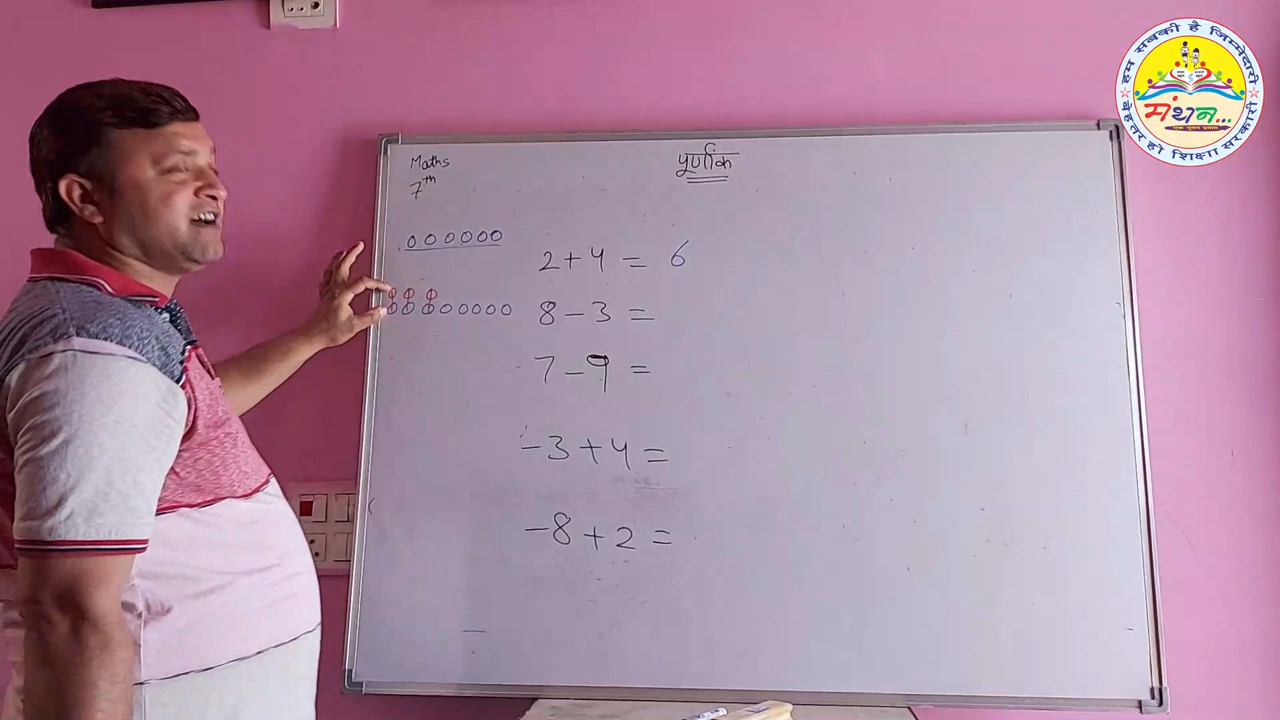 Maths
7th
पूर्णांक
2 + 4 = 6
8 - 3 =
7 - 9 =
-3 + 4 =
-8 + 2 =
हम सबकी है जिम्मेदारी
बेहतर हो शिक्षा सरकारी
मंथन...